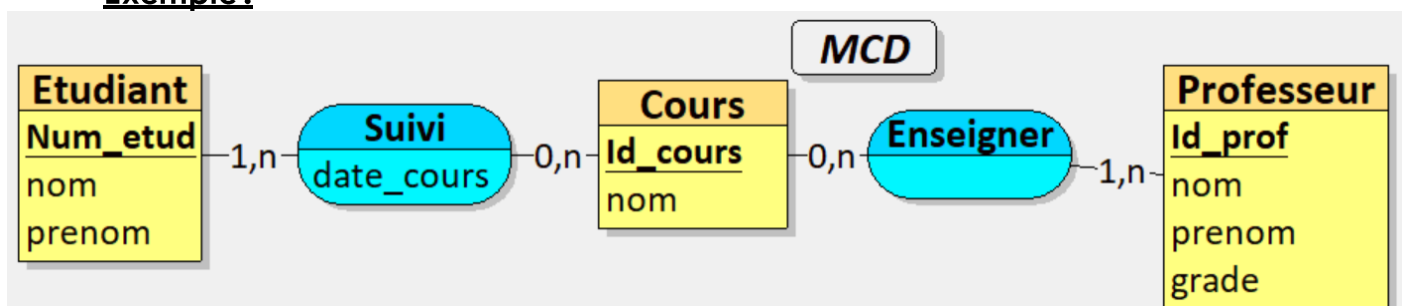 Exemple:
MCD
Etudiant
Num_etud
nom
prenom
1,n
Suivi
date_cours
0,n
Cours
Id_cours
nom
0,n
Enseigner
1,n
Professeur
Id_prof
nom
prenom
grade